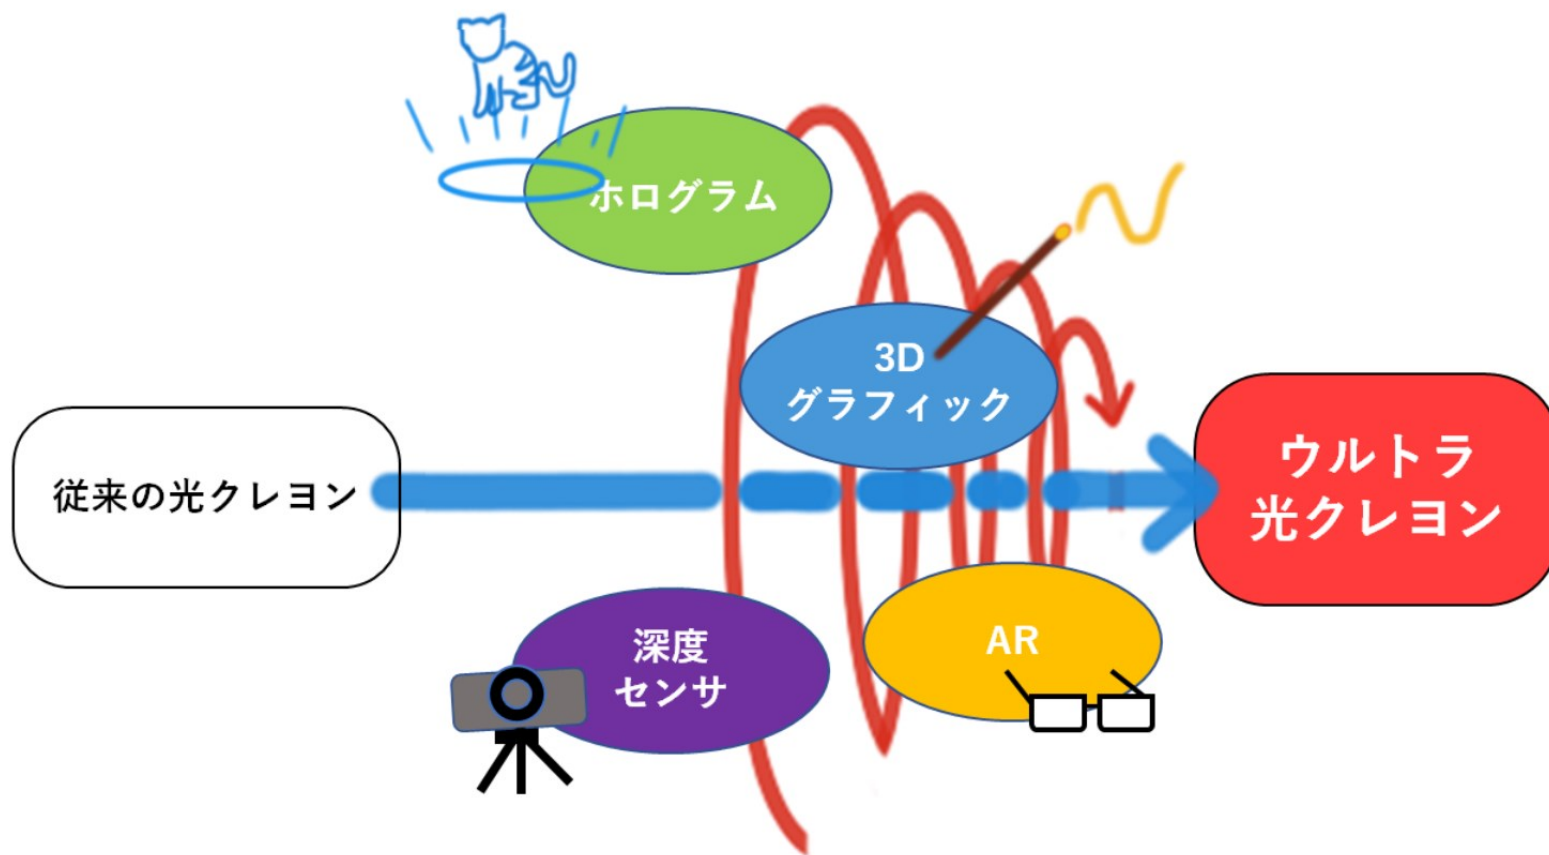 ホログラム
3D
グラフィック
従来の光クレヨン
ウルトラ
光クレヨン
深度
センサ
AR